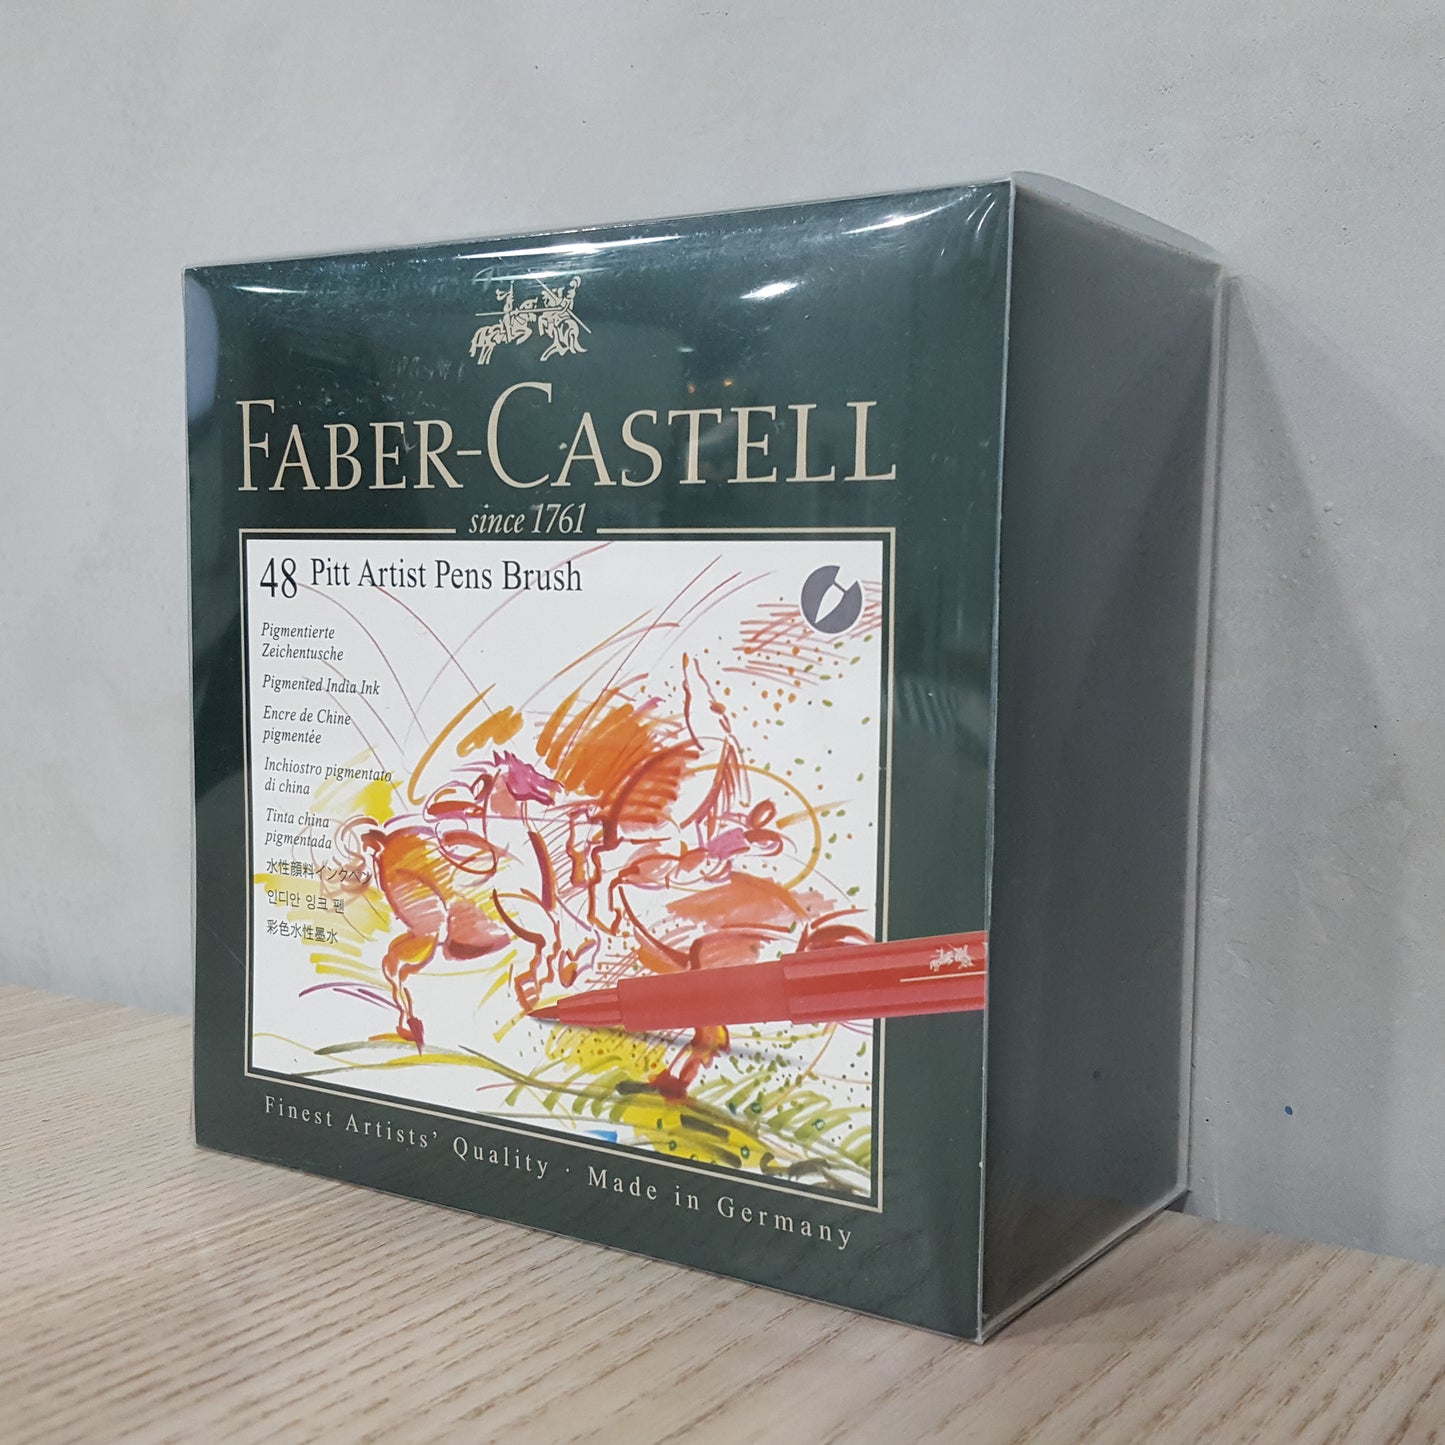 FABER-CASTELL
since 1761
48 Pitt Artist Pens Brush
Pigmentierte
Zeichentusche
Pigmented India Ink
Encre de Chine
pigmentée
Inchiostro pigmentato
di china
Tinta china
pigmentada
水性顔料インクペン
인디안 잉크 펜
彩色水性墨水
Finest Artists' Quality · Made in Germany